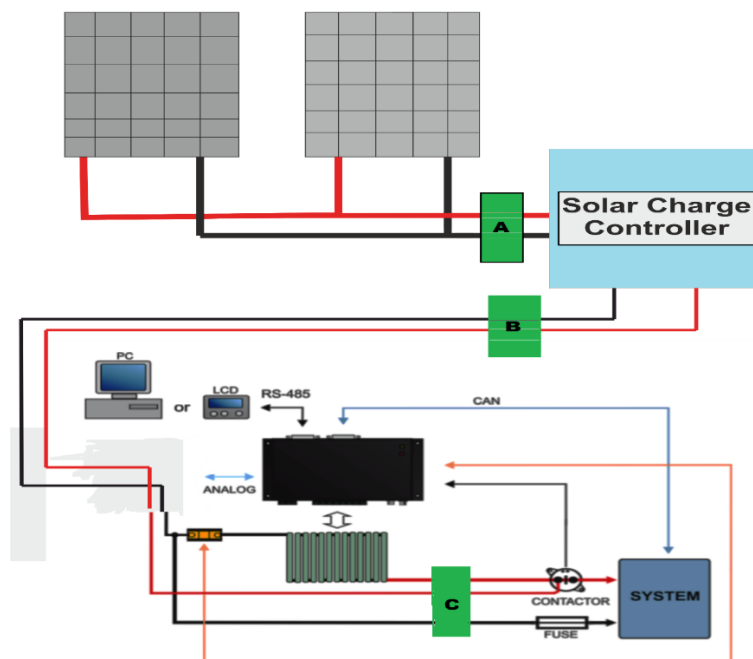 A
Solar Charge
Controller
B
PC
or
LCD
RS-485
CAN
ANALOG
C
CONTACTOR
SYSTEM
FUSE